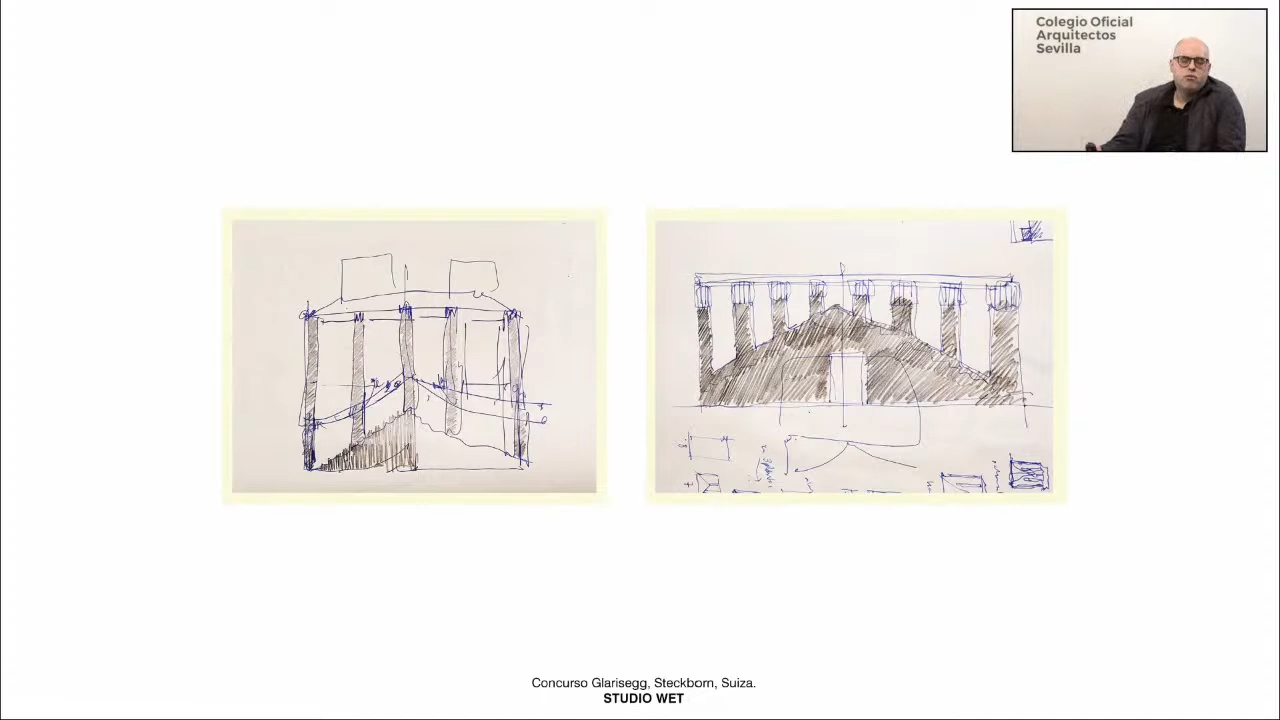 Colegio Oficial
Arquitectos
Sevilla
Concurso Glarisegg, Steckborn, Suiza.
STUDIO WET